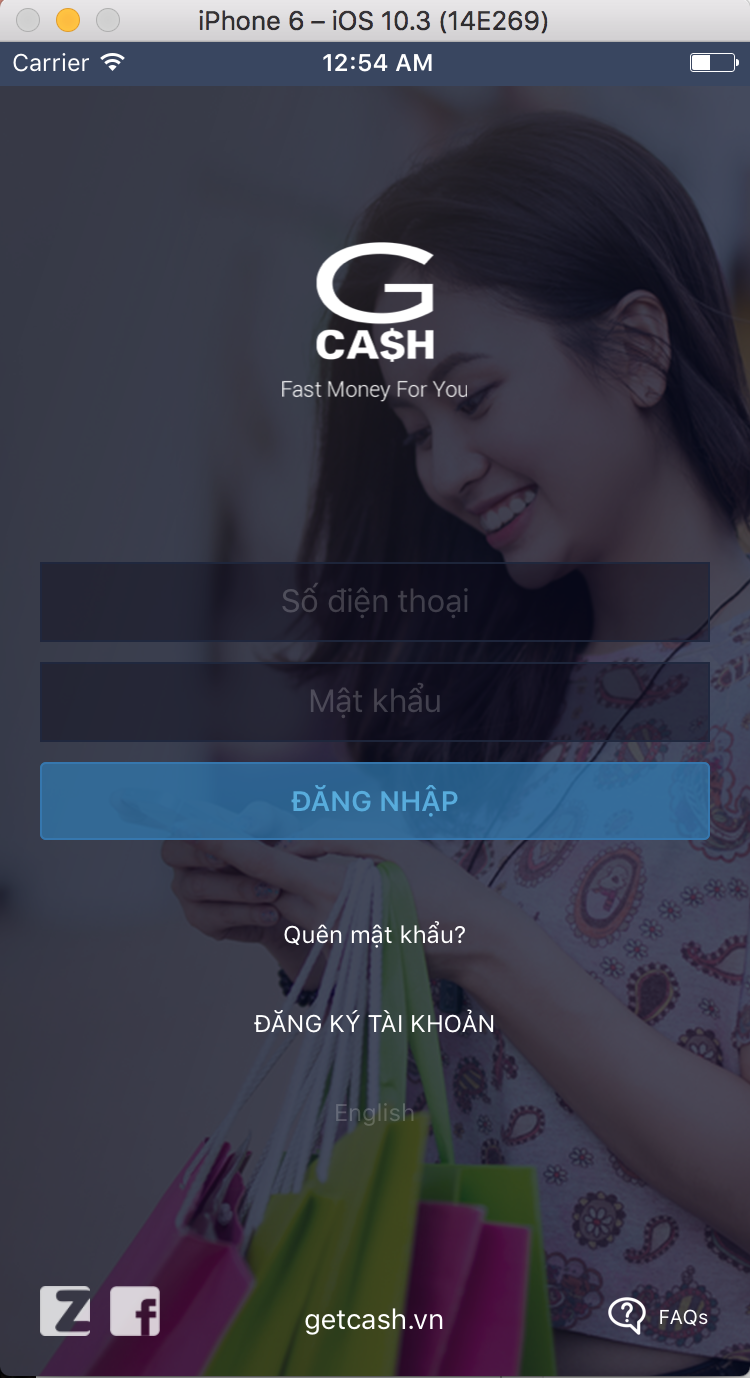 iPhone 6 – iOS 10.3 (14E269)
Carrier 12:54 AM
G
CA$H
Fast Money For You
Số điện thoại
Mật khẩu
ĐĂNG NHẬP
Quên mật khẩu?
ĐĂNG KÝ TÀI KHOẢN
English
Z f getcash.vn ? FAQs